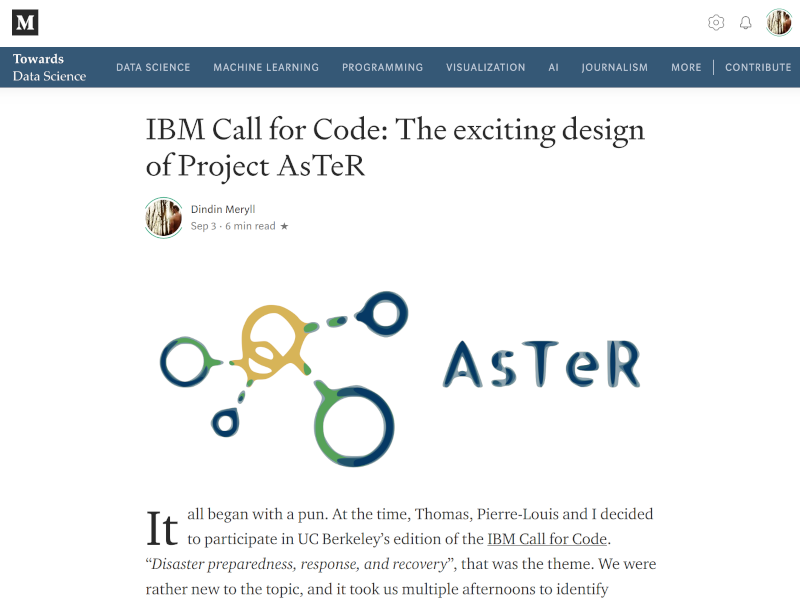 M
Towards
Data Science
DATA SCIENCE MACHINE LEARNING PROGRAMMING VISUALIZATION AI JOURNALISM MORE CONTRIBUTE
IBM Call for Code: The exciting design
of Project AsTeR
Dindin Meryll
Sep 3 · 6 min read ★
AsTeR
It all began with a pun. At the time, Thomas, Pierre-Louis and I decided
to participate in UC Berkeley’s edition of the IBM Call for Code.
“Disaster preparedness, response, and recovery”, that was the theme. We were
rather new to the topic, and it took us multiple afternoons to identify